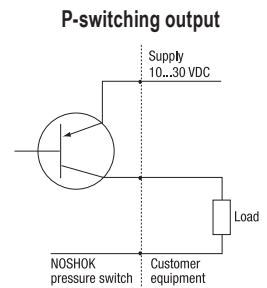 P-switching output
Supply
10...30 VDC
Load
NOSHOK
pressure switch
Customer
equipment